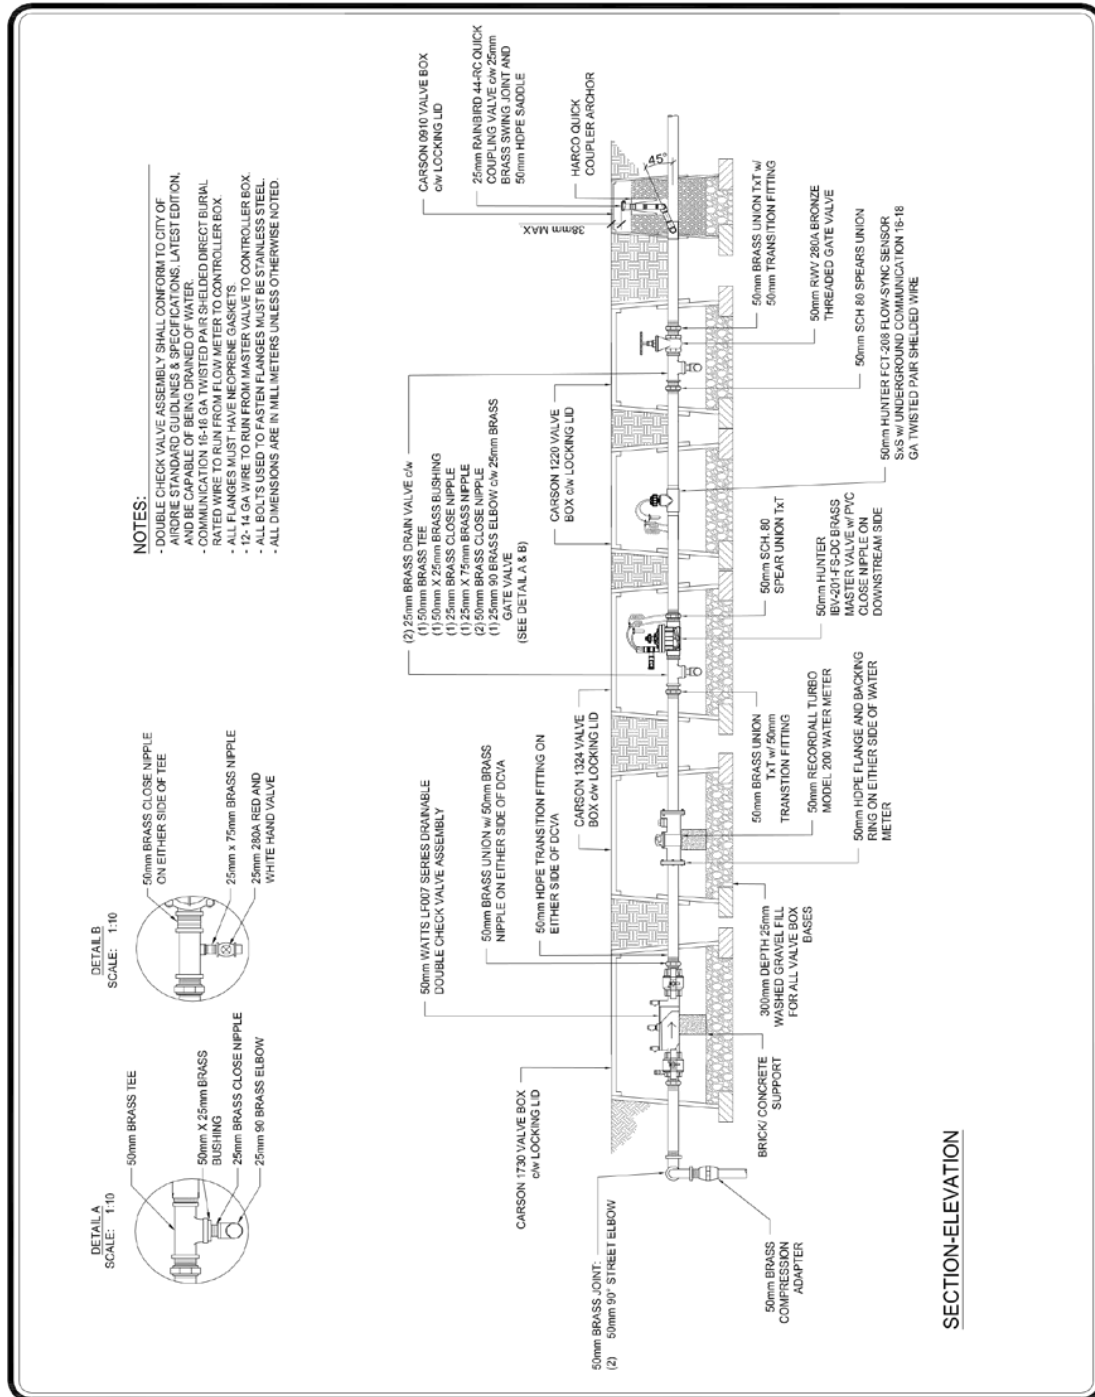 DETAIL A
SCALE: 1:10
50mm BRASS TEE
50mm X 25mm BRASS
BUSHING
25mm BRASS CLOSE NIPPLE
25mm 90 BRASS ELBOW
DETAIL B
SCALE: 1:10
50mm BRASS CLOSE NIPPLE
ON EITHER SIDE OF TEE
25mm x 75mm BRASS NIPPLE
25mm 280A RED AND
WHITE HAND VALVE
NOTES:
- DOUBLE CHECK VALVE ASSEMBLY SHALL CONFORM TO CITY OF
AIRDRIE STANDARD GUIDLINES & SPECIFICATIONS, LATEST EDITION,
AND BE CAPABLE OF BEING DRAINED OF WATER.
- COMMUNICATION 16-18 GA TWISTED PAIR SHELDED DIRECT BURIAL
RATED WIRE TO RUN FROM FLOW METER TO CONTROLLER BOX.
- ALL FLANGES MUST HAVE NEOPRENE GASKETS.
- 12- 14 GA WIRE TO RUN FROM MASTER VALVE TO CONTROLLER BOX.
- ALL BOLTS USED TO FASTEN FLANGES MUST BE STAINLESS STEEL.
- ALL DIMENSIONS ARE IN MILLIMETERS UNLESS OTHERWISE NOTED.
50mm BRASS JOINT:
(2) 50mm 90° STREET ELBOW
CARSON 1730 VALVE BOX
c/w LOCKING LID
50mm WATTS LF007 SERIES DRAINABLE
DOUBLE CHECK VALVE ASSEMBLY
50mm BRASS UNION w/ 50mm BRASS
NIPPLE ON EITHER SIDE OF DCVA
50mm HDPE TRANSITION FITTING ON
EITHER SIDE OF DCVA
CARSON 1324 VALVE
BOX c/w LOCKING LID
(2) 25mm BRASS DRAIN VALVE c/w
(1) 50mm BRASS TEE
(1) 50mm X 25mm BRASS BUSHING
(1) 25mm BRASS CLOSE NIPPLE
(1) 25mm X 75mm BRASS NIPPLE
(2) 50mm BRASS CLOSE NIPPLE
(1) 25mm 90 BRASS ELBOW c/w 25mm BRASS
GATE VALVE
(SEE DETAIL A & B)
CARSON 1220 VALVE
BOX c/w LOCKING LID
CARSON 0910 VALVE BOX
c/w LOCKING LID
25mm RAINBIRD 44-RC QUICK
COUPLING VALVE c/w 25mm
BRASS SWING JOINT AND
50mm HDPE SADDLE
HARCO QUICK
COUPLER ARCHOR
38mm MAX.
45°
50mm BRASS
COMPRESSION
ADAPTER
BRICK/ CONCRETE
SUPPORT
300mm DEPTH 25mm
WASHED GRAVEL FILL
FOR ALL VALVE BOX
BASES
50mm HDPE FLANGE AND BACKING
RING ON EITHER SIDE OF WATER
METER
50mm RECORDALL TURBO
MODEL 200 WATER METER
50mm BRASS UNION
TxT w/ 50mm
TRANSTION FITTING
50mm HUNTER
IBV-201-FS-DC BRASS
MASTER VALVE w/ PVC
CLOSE NIPPLE ON
DOWNSTREAM SIDE
50mm SCH. 80
SPEAR UNION TxT
50mm HUNTER FCT-208 FLOW-SYNC SENSOR
SxS w/ UNDERGROUND COMMUNICATION 16-18
GA TWISTED PAIR SHIELDED WIRE
50mm SCH 80 SPEARS UNION
50mm RWV 280A BRONZE
THREADED GATE VALVE
50mm BRASS UNION TxT w/
50mm TRANSITION FITTING
SECTION-ELEVATION